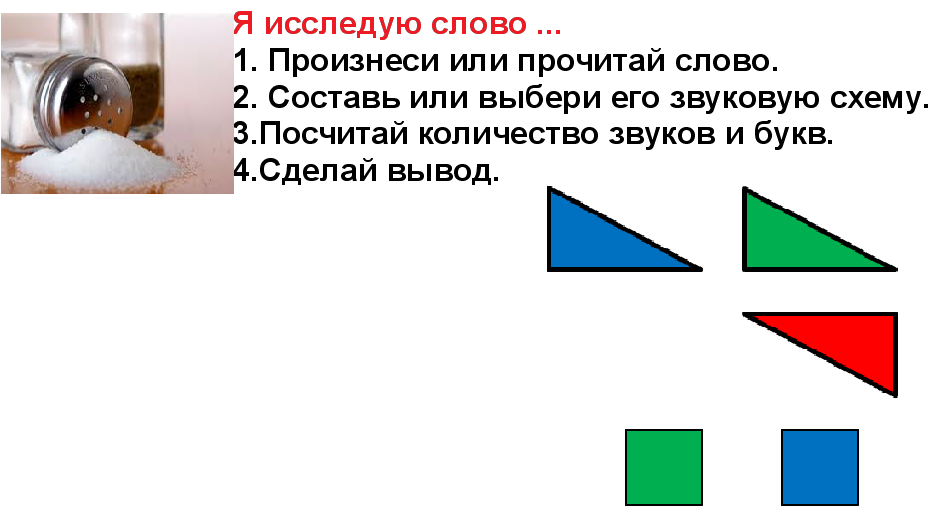 Я исследую слово ...
1. Произнеси или прочитай слово.
2. Составь или выбери его звуковую схему.
3.Посчитай количество звуков и букв.
4.Сделай вывод.